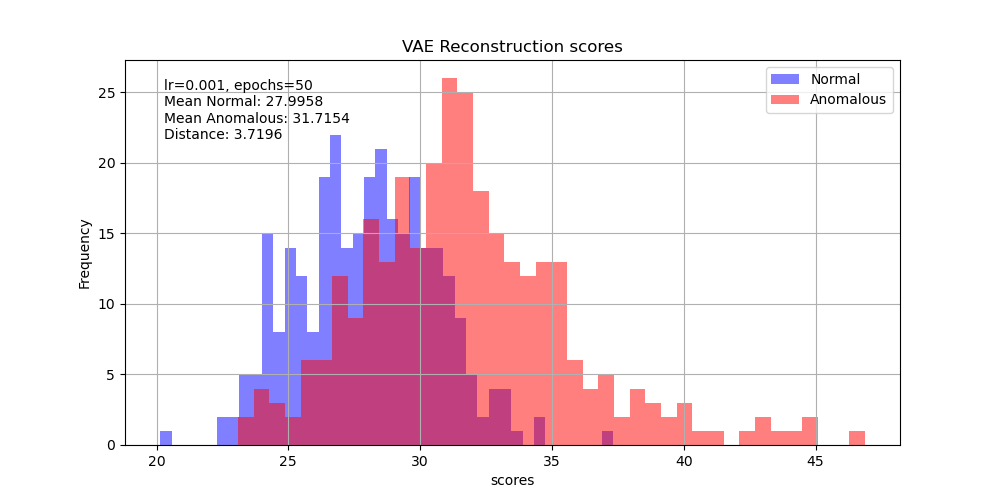 VAE Reconstruction scores
lr=0.001, epochs=50
Mean Normal: 27.9958
Mean Anomalous: 31.7154
Distance: 3.7196
Normal
Anomalous
Frequency
25
20
15
10
5
0
20 25 30 35 40 45
scores